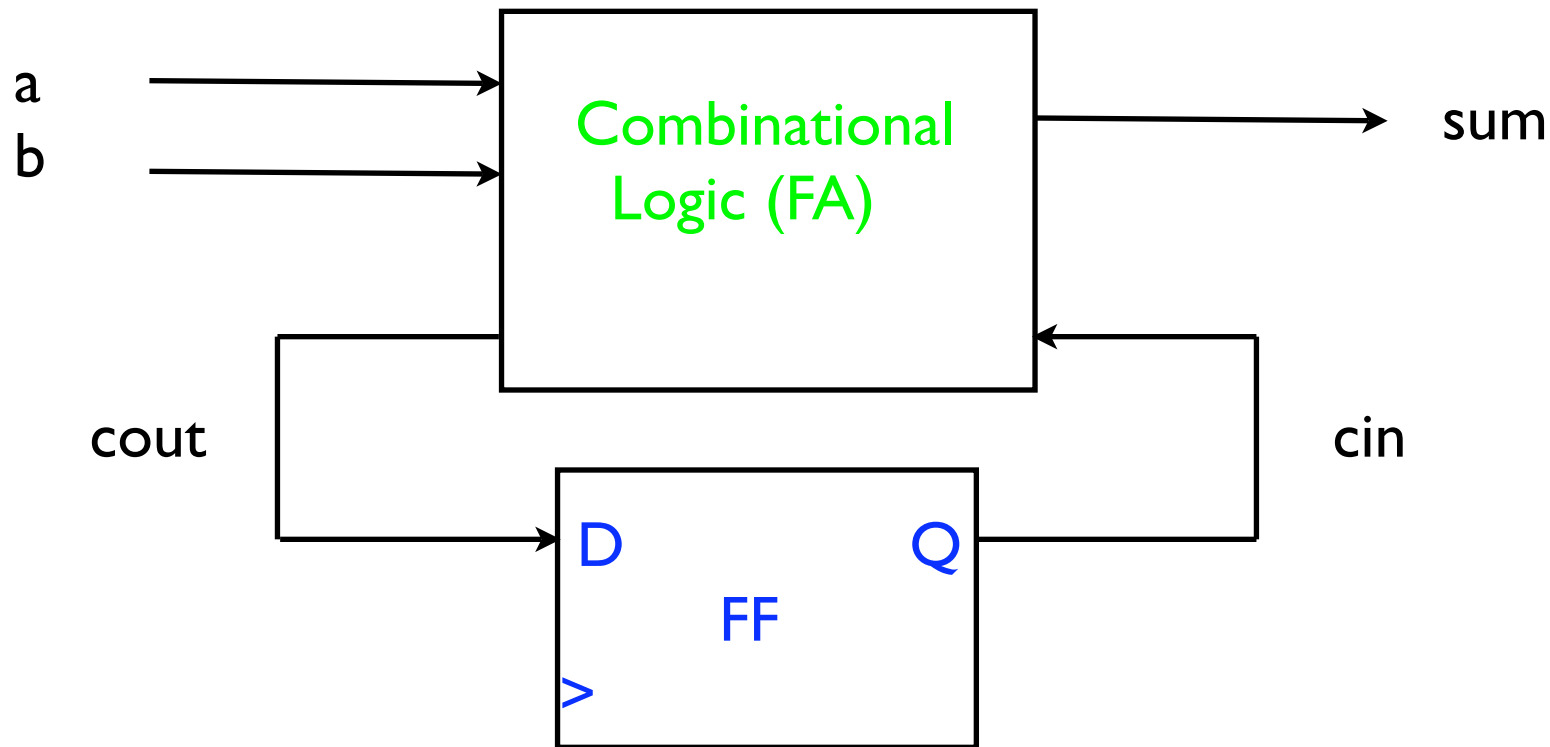 a
b
Combinational
Logic (FA)
sum
cout
cin
D
Q
FF
>